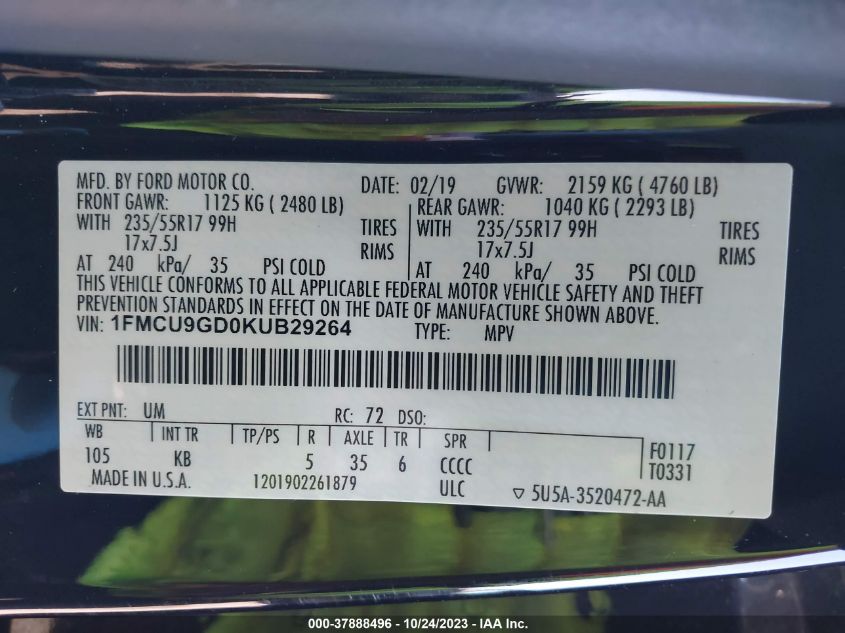 MFD. BY FORD MOTOR CO. DATE: 02/19 GVWR: 2159 KG ( 4760 LB)
FRONT GAWR: 1125 KG ( 2480 LB) REAR GAWR: 1040 KG ( 2293 LB)
WITH 235/55R17 99H TIRES WITH 235/55R17 99H TIRES
17x7.5J RIMS 17x7.5J RIMS
AT 240 kPa/ 35 PSI COLD AT 240 kPa/ 35 PSI COLD
THIS VEHICLE CONFORMS TO ALL APPLICABLE FEDERAL MOTOR VEHICLE SAFETY AND THEFT
PREVENTION STANDARDS IN EFFECT ON THE DATE OF MANUFACTURE SHOWN ABOVE.
VIN: 1FMCU9GD0KUB29264 TYPE: MPV
EXT PNT: UM RC: 72 DSO:
WB INT TR TP/PS R AXLE TR SPR F0117
105 KB 5 35 6 CCCC T0331
MADE IN U.S.A. 1201902261879 ULC 5U5A-3520472-AA
000-37888496 - 10/24/2023 - IAA Inc.